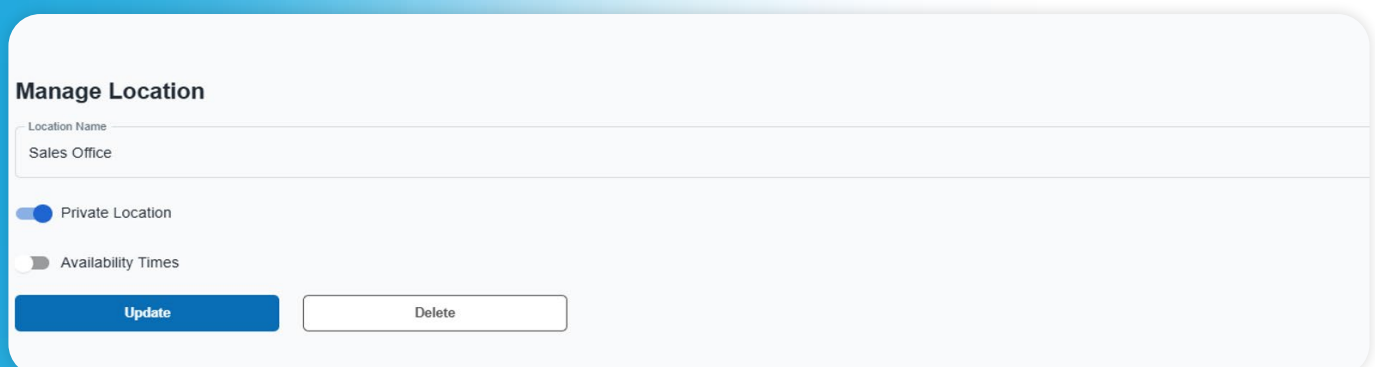 Manage Location
Location Name
Sales Office
Private Location
Availability Times
Update Delete